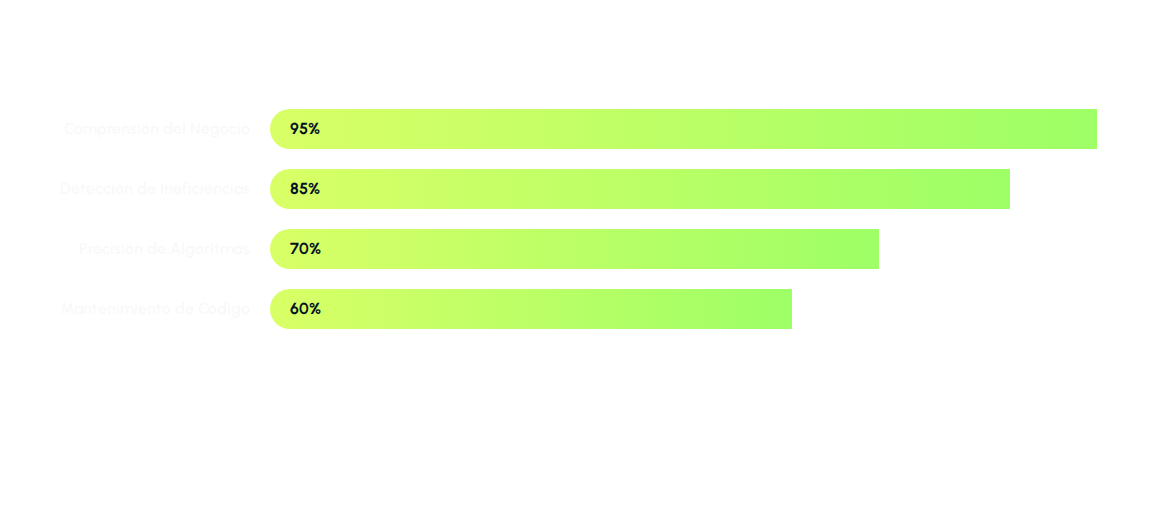 Comprensión del Negocio
95%
Detección de Ineficiencias
85%
Precisión de Algoritmos
70%
Mantenimiento de Código
60%